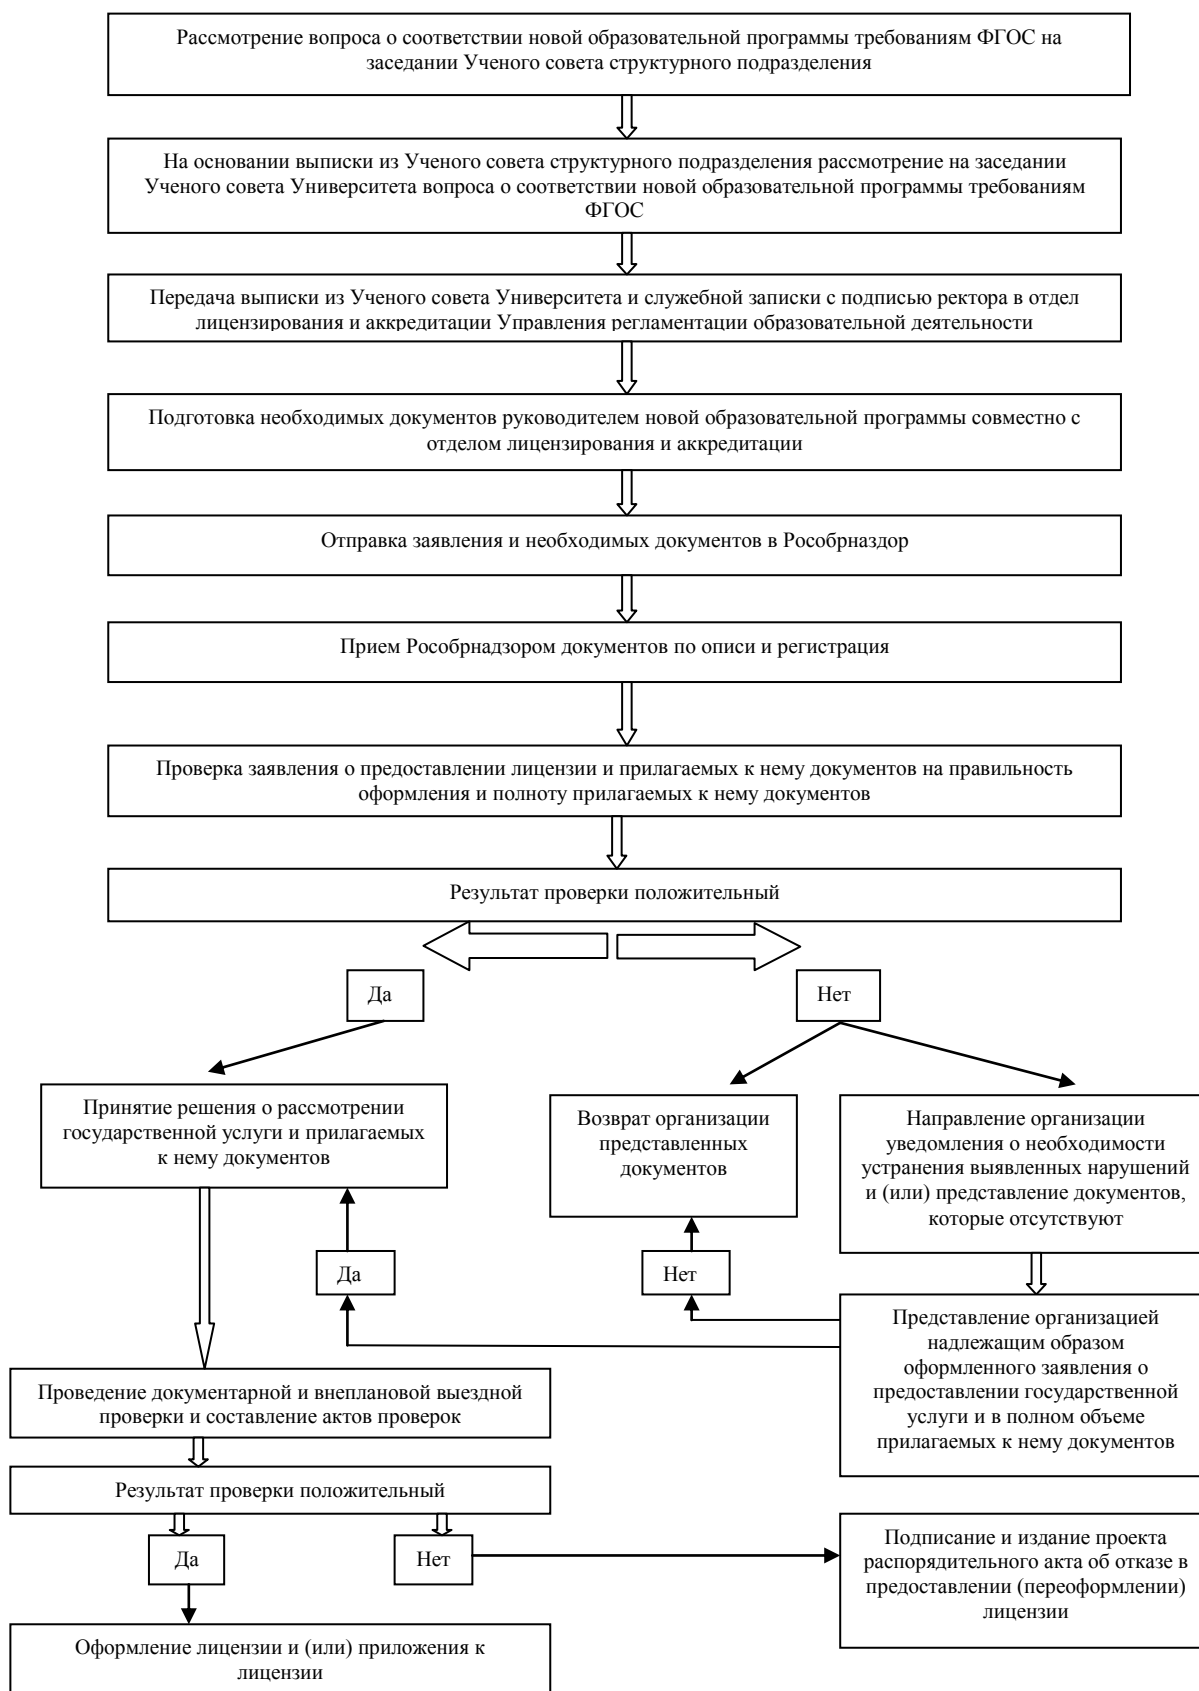 Рассмотрение вопроса о соответствии новой образовательной программы требованиям ФГОС на
заседании Ученого совета структурного подразделения
На основании выписки из Ученого совета структурного подразделения рассмотрение на заседании
Ученого совета Университета вопроса о соответствии новой образовательной программы требованиям
ФГОС
Передача выписки из Ученого совета Университета и служебной записки с подписью ректора в отдел
лицензирования и аккредитации Управления регламентации образовательной деятельности
Подготовка необходимых документов руководителем новой образовательной программы совместно с
отделом лицензирования и аккредитации
Отправка заявления и необходимых документов в Рособрназдор
Прием Рособрнадзором документов по описи и регистрация
Проверка заявления о предоставлении лицензии и прилагаемых к нему документов на правильность
оформления и полноту прилагаемых к нему документов
Результат проверки положительный
Да
Нет
Принятие решения о рассмотрении
государственной услуги и прилагаемых
к нему документов
Возврат организации
представленных
документов
Направление организации
уведомления о необходимости
устранения выявленных нарушений
и (или) представление документов,
которые отсутствуют
Да
Нет
Представление организацией
надлежащим образом
оформленного заявления о
предоставлении государственной
услуги и в полном объеме
прилагаемых к нему документов
Проведение документарной и внеплановой выездной
проверки и составление актов проверок
Результат проверки положительный
Да
Нет
Подписание и издание проекта
распорядительного акта об отказе в
предоставлении (переоформлении)
лицензии
Оформление лицензии и (или) приложения к
лицензии